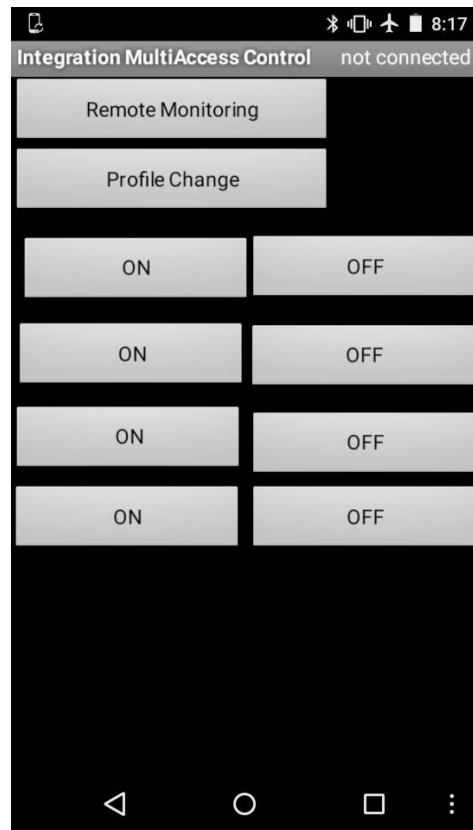 8:17
Integration MultiAccess Control not connected
Remote Monitoring
Profile Change
ON OFF
ON OFF
ON OFF
ON OFF